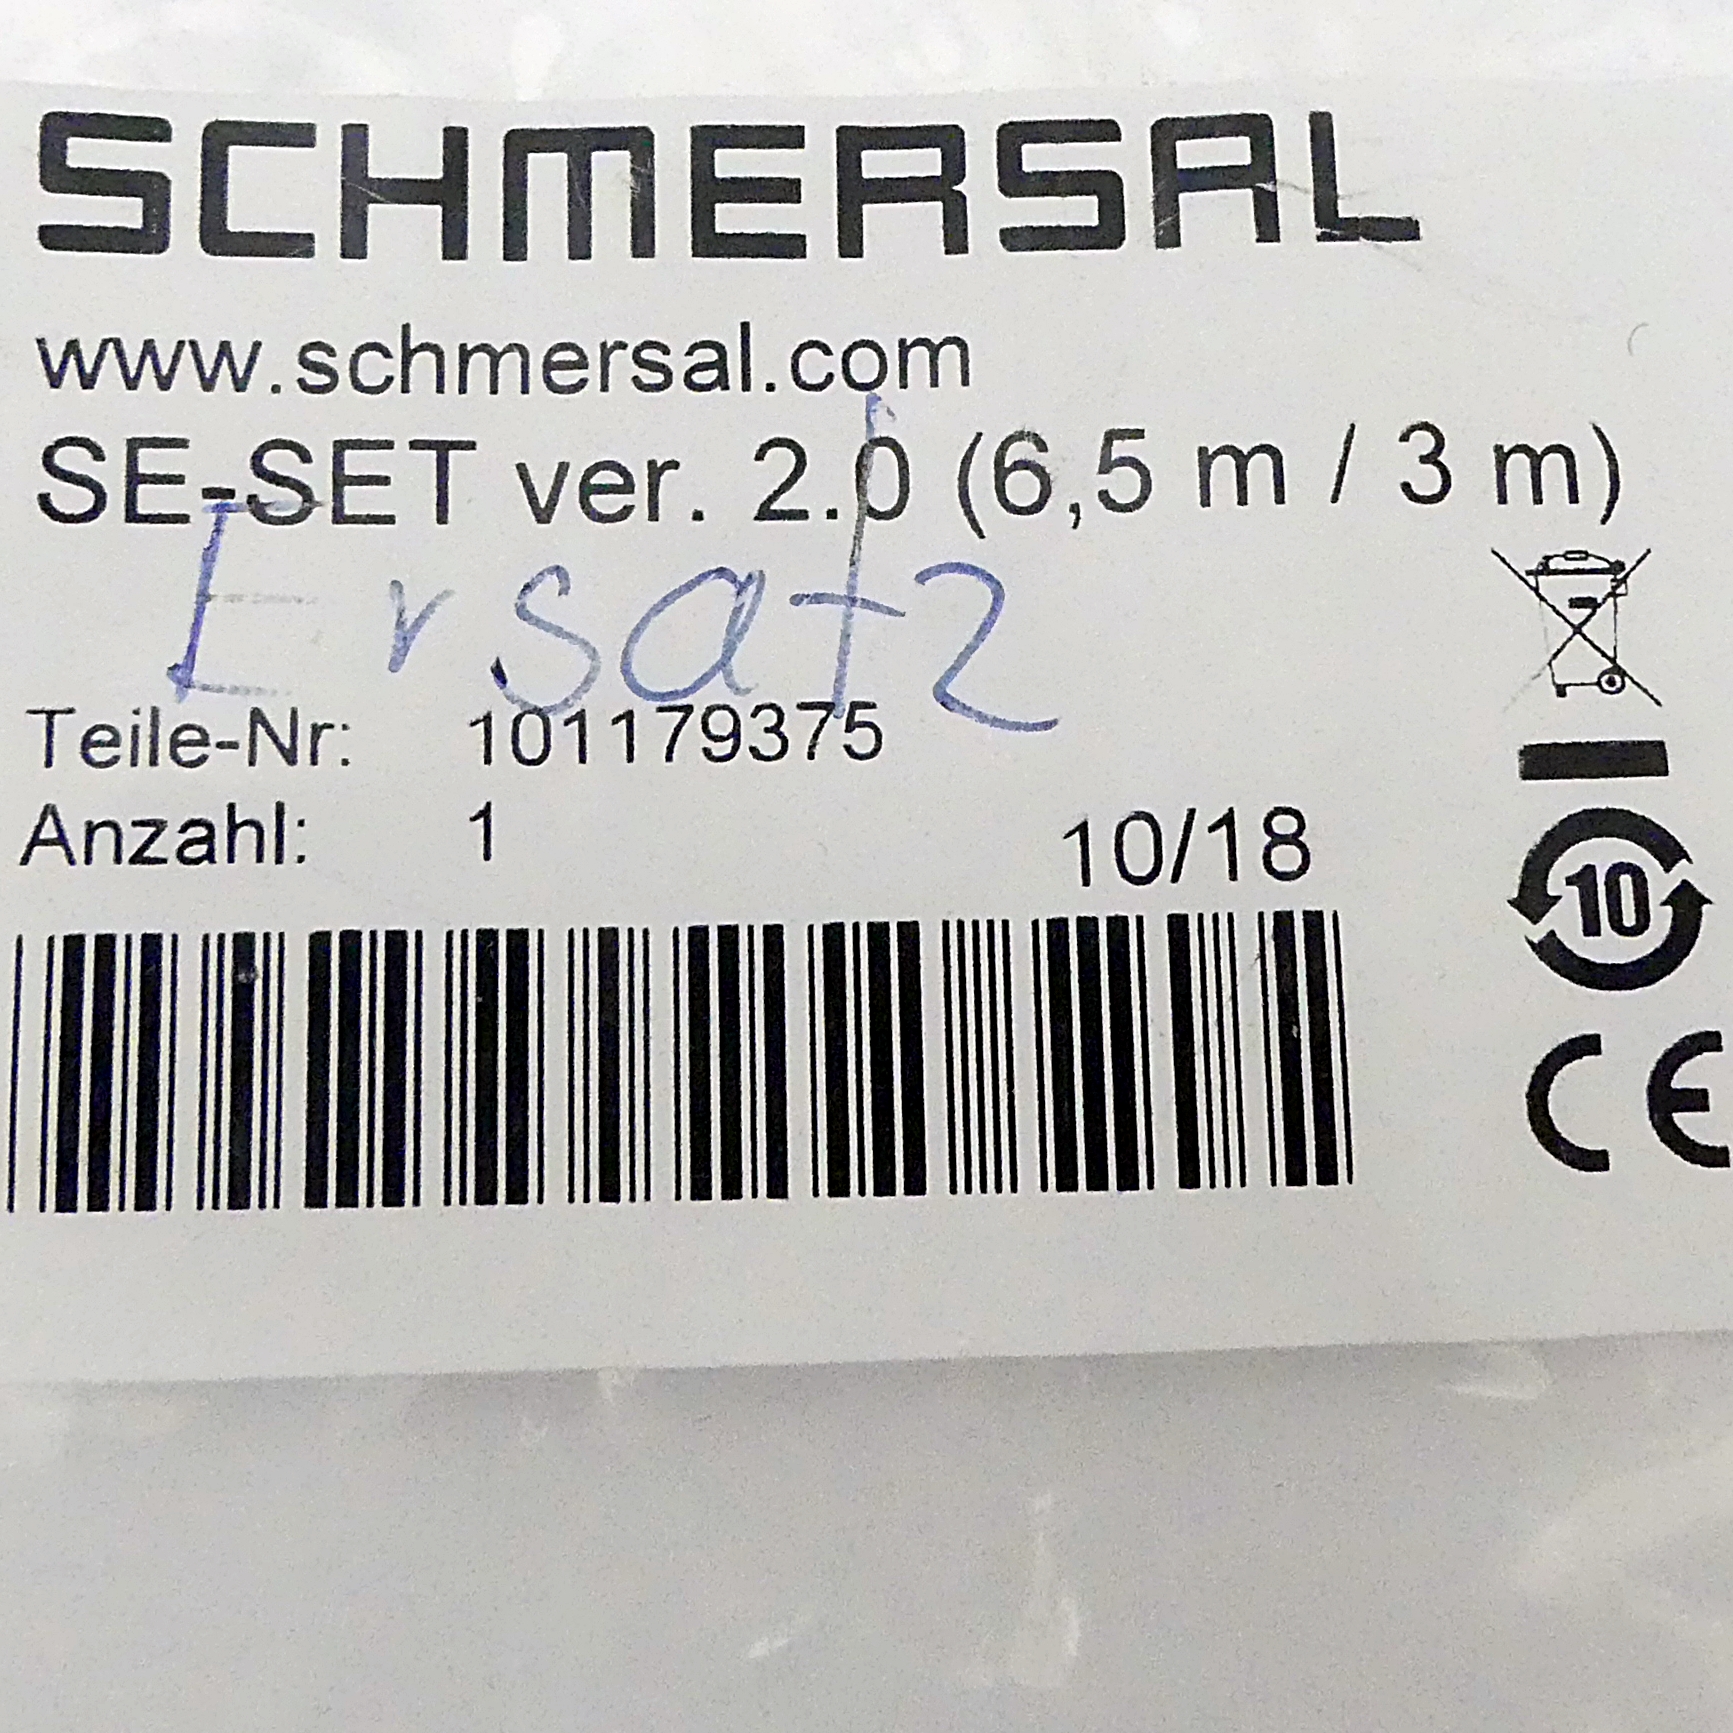 SCHMERSAL
www.schmersal.com
SE-SET ver. 2.0 (6,5 m / 3 m)
Ersatz
Teile-Nr: 101179375
Anzahl: 1 10/18
10
CE